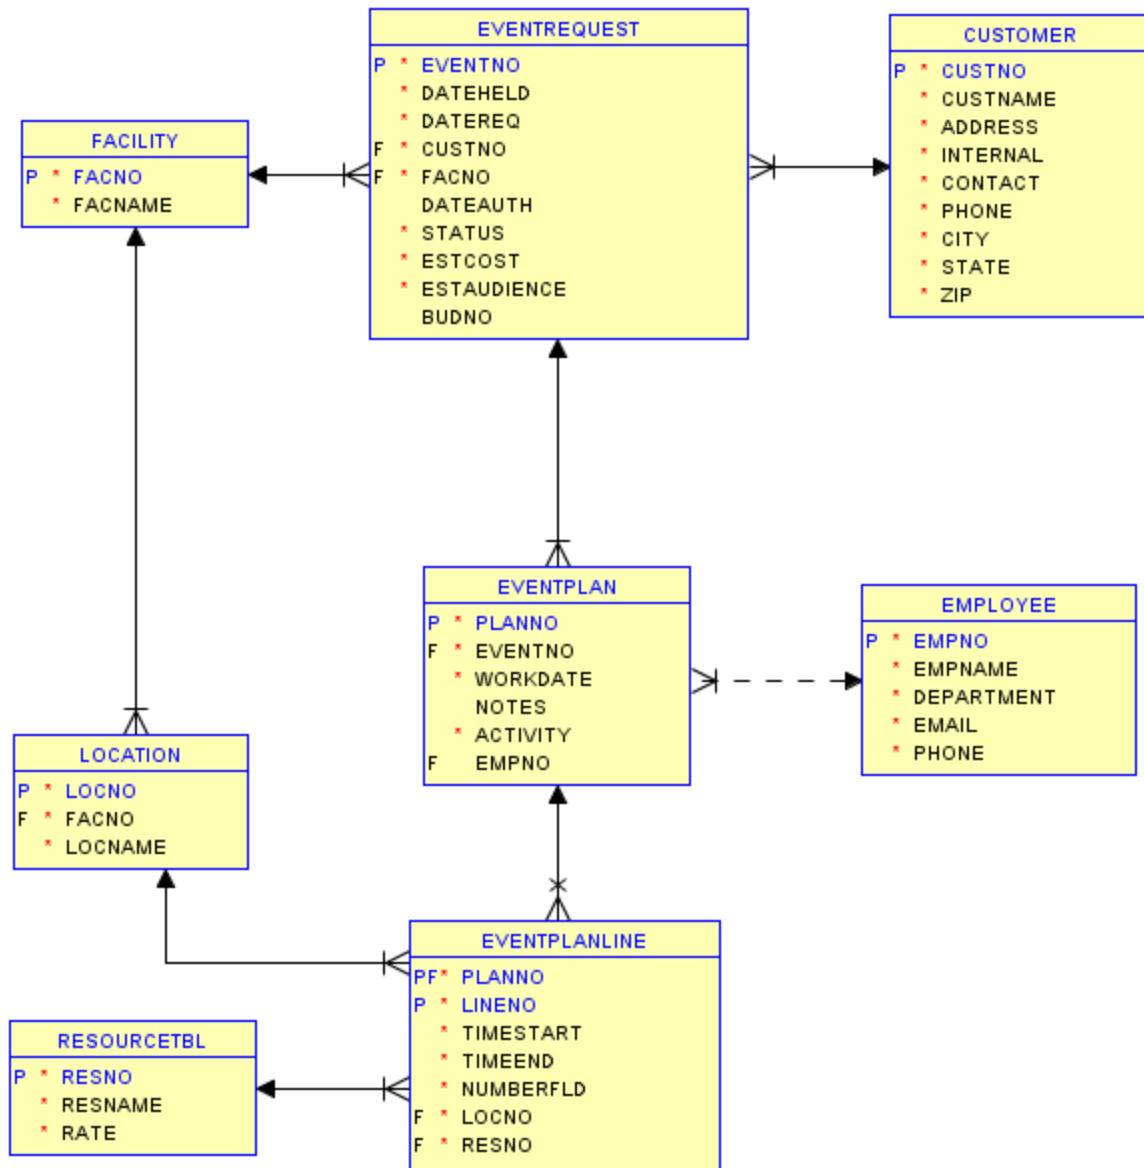 EVENTREQUEST
P * EVENTNO
* DATEHELD
* DATEREQ
F * CUSTNO
F * FACNO
DATEAUTH
* STATUS
* ESTCOST
* ESTAUDIENCE
BUDNO
CUSTOMER
P * CUSTNO
* CUSTNAME
* ADDRESS
* INTERNAL
* CONTACT
* PHONE
* CITY
* STATE
* ZIP
FACILITY
P * FACNO
* FACNAME
EVENTPLAN
P * PLANNO
F * EVENTNO
* WORKDATE
NOTES
* ACTIVITY
F EMPNO
EMPLOYEE
P * EMPNO
* EMPNAME
* DEPARTMENT
* EMAIL
* PHONE
LOCATION
P * LOCNO
F * FACNO
* LOCNAME
EVENTPLANLINE
PF* PLANNO
P * LINENO
* TIMESTART
* TIMEEND
* NUMBERFLD
F * LOCNO
F * RESNO
RESOURCETBL
P * RESNO
* RESNAME
* RATE